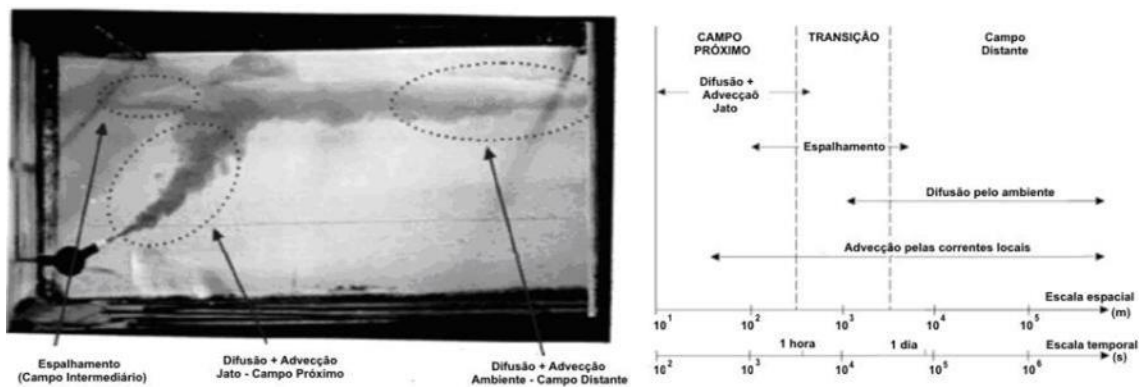 Espalhamento
(Campo Intermediário)
Difusão + Advecção
Jato - Campo Próximo
Difusão + Advecção
Ambiente - Campo Distante
CAMPO
PRÓXIMO
TRANSIÇÂO
Campo
Distante
Difusão +
Advecçaõ
Jato
Espalhamento
Difusão pelo ambiente
Advecção pelas correntes locais
Escala espacial
(m)
10¹
10²
10³
10⁴
10⁵
1 hora
1 dia
Escala temporal
(s)
10²
10³
10⁴
10⁵
10⁶